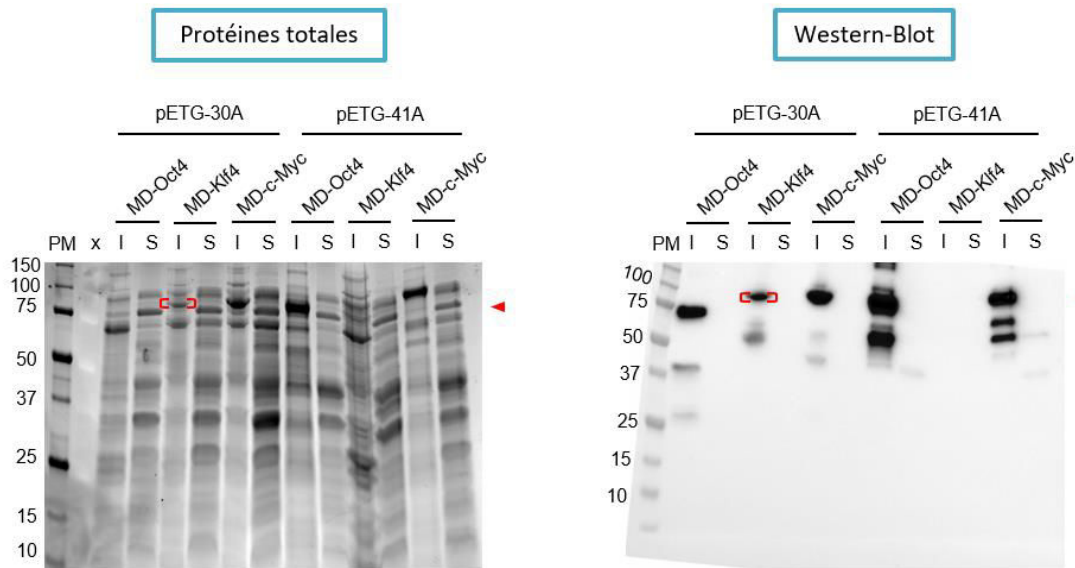 Protéines totales
pETG-30A pETG-41A
MD-Oct4 MD-Klf4 MD-c-Myc MD-Oct4 MD-Klf4 MD-c-Myc
PM x I S I S I S I S I S I S
150
100
75
50
37
25
15
10
Western-Blot
pETG-30A pETG-41A
MD-Oct4 MD-Klf4 MD-c-Myc MD-Oct4 MD-Klf4 MD-c-Myc
PM I S I S I S I S I S I S
100
75
50
37
25
15
10